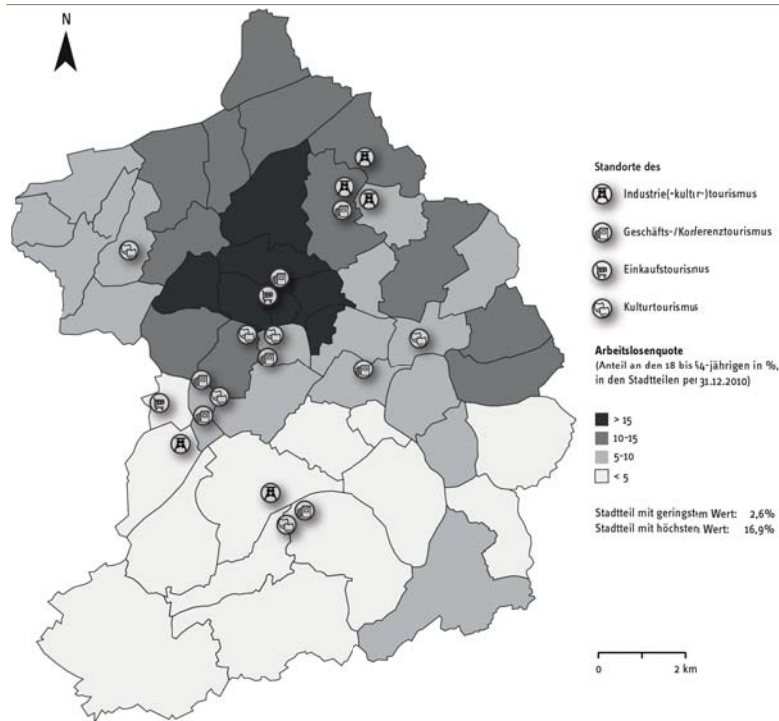 N
Standorte des
Industrie(-kultur-)tourismus
Geschäfts-/Konferenztourismus
Einkaufstourismus
Kulturtourismus
Arbeitslosenquote
(Anteil an den 18 bis 64-jährigen in %,
in den Stadtteilen per 31.12.2010)
> 15
10-15
5-10
< 5
Stadtteil mit geringstem Wert: 2,6%
Stadtteil mit höchsten Wert: 16,9%
0 2 km